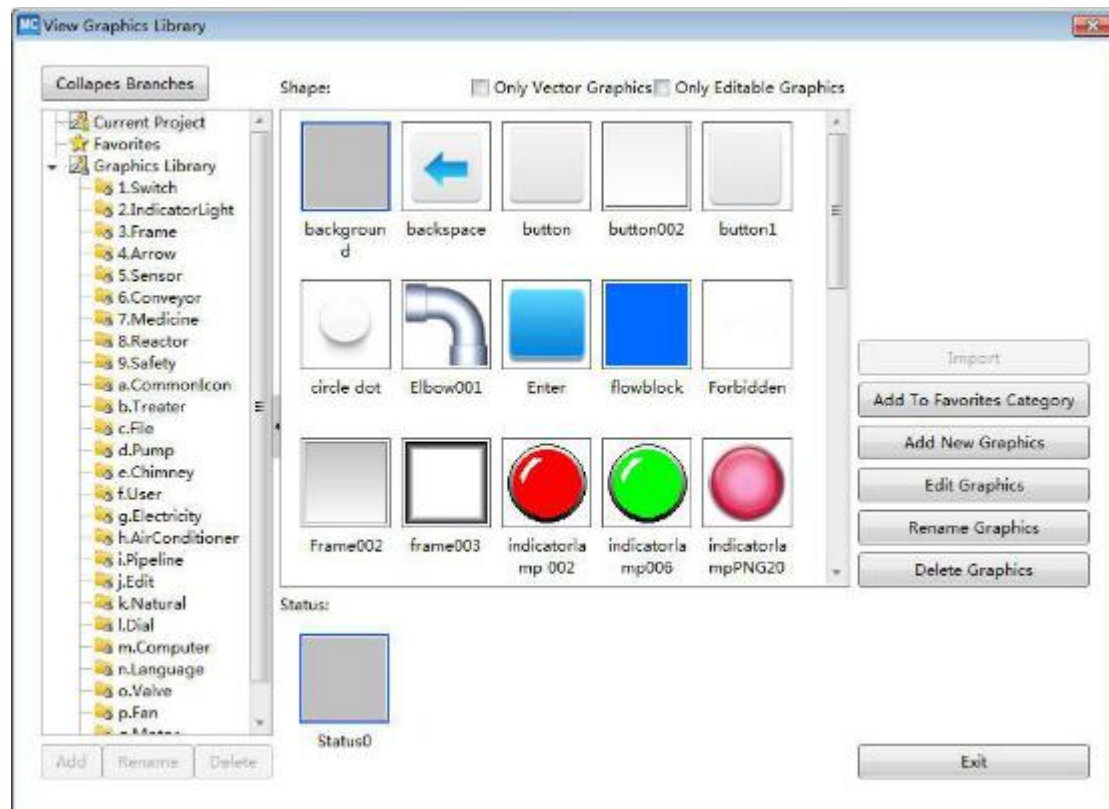 MC View Graphics Library
Collapes Branches
Shape:
Only Vector Graphics
Only Editable Graphics
Current Project
Favorites
Graphics Library
1.Switch
2.IndicatorLight
3.Frame
4.Arrow
5.Sensor
6.Conveyor
7.Medicine
8.Reactor
9.Safety
a.CommonIcon
b.Treater
c.File
d.Pump
e.Chimney
f.User
g.Electricity
h.AirConditioner
i.Pipeline
j.Edit
k.Natural
l.Dial
m.Computer
n.Language
o.Valve
p.Fan
Add
Rename
Delete
backgroun
d
backspace
button
button002
button1
circle dot
Elbow001
Enter
flowblock
Forbidden
Frame002
frame003
indicatorla
mp 002
indicatorla
mp006
indicatorla
mpPNG20
Status:
Status0
Import
Add To Favorites Category
Add New Graphics
Edit Graphics
Rename Graphics
Delete Graphics
Exit